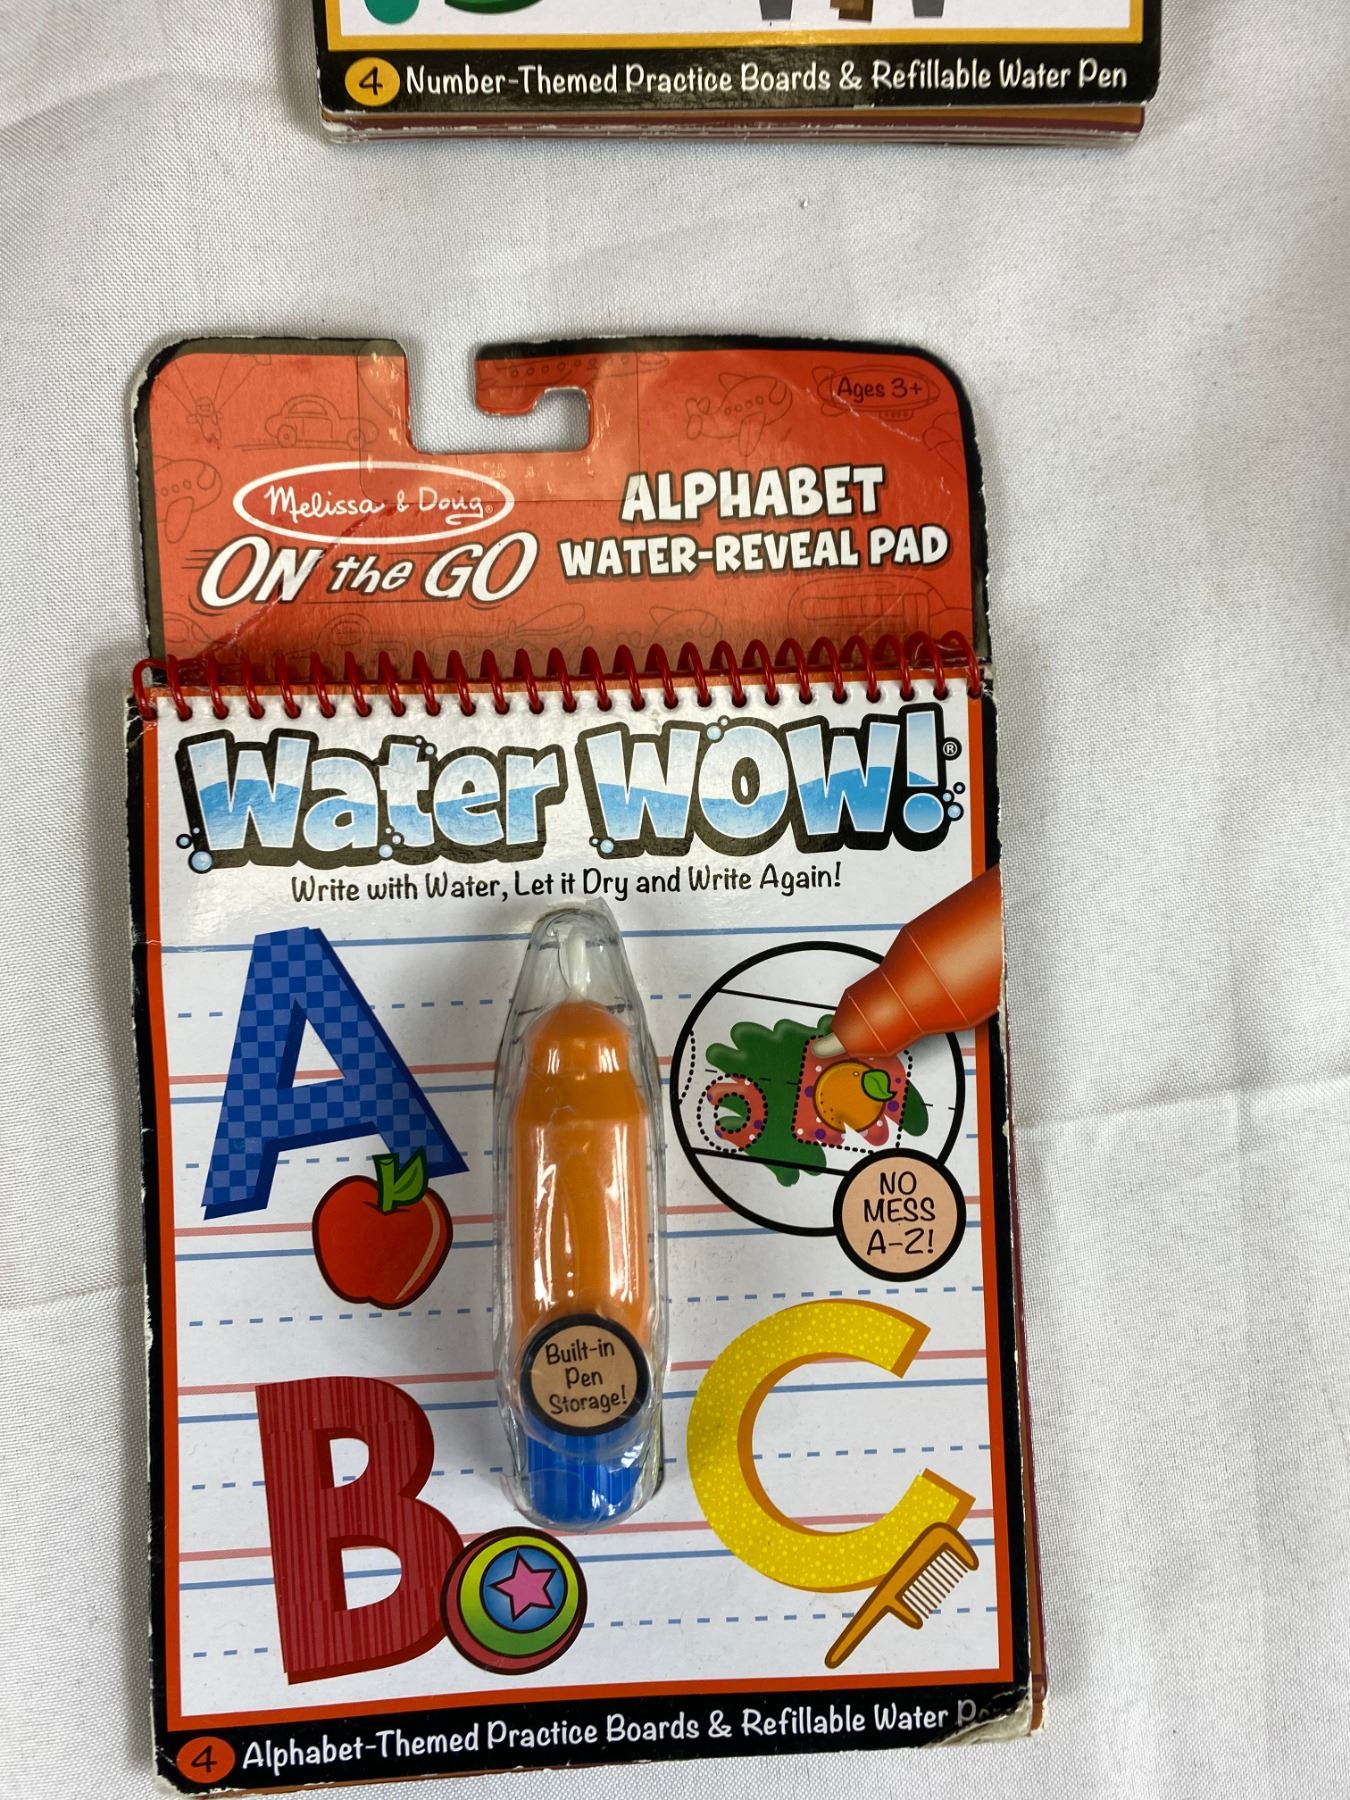 4 Number-Themed Practice Boards & Refillable Water Pen
Ages 3+
Melissa & Doug®
ON the GO
ALPHABET
WATER-REVEAL PAD
Water WOW!®
Write with Water, Let it Dry and Write Again!
A
NO
MESS
A-Z!
Built-in
Pen
Storage!
B
C
4 Alphabet-Themed Practice Boards & Refillable Water